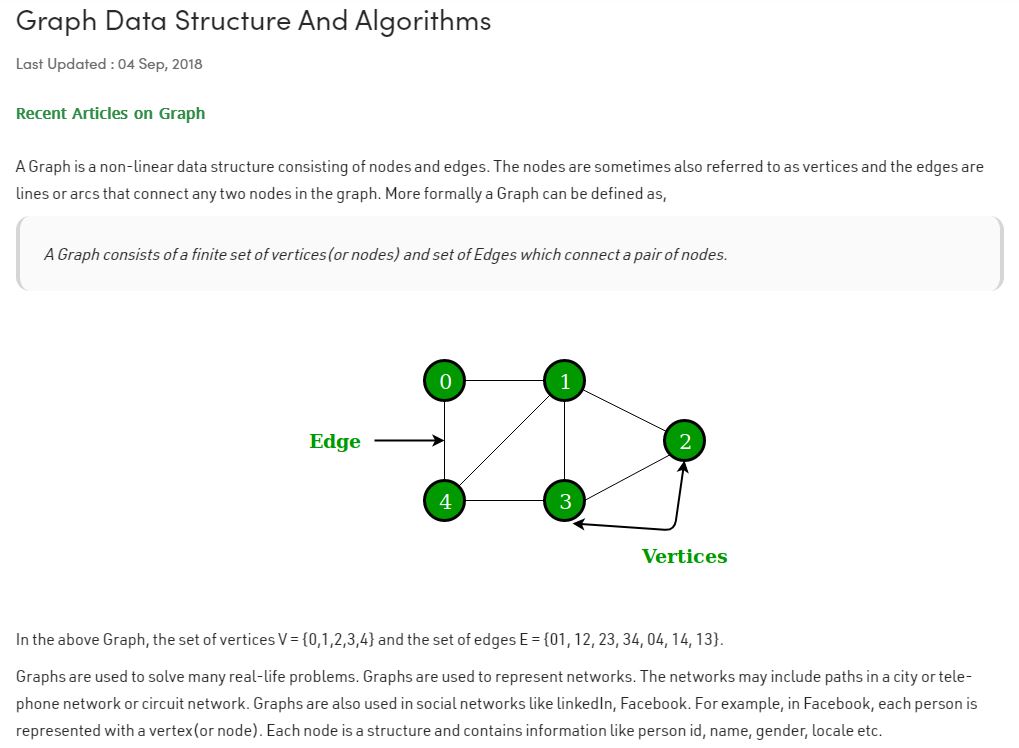 Graph Data Structure And Algorithms
Last Updated : 04 Sep, 2018
Recent Articles on Graph
A Graph is a non-linear data structure consisting of nodes and edges. The nodes are sometimes also referred to as vertices and the edges are
lines or arcs that connect any two nodes in the graph. More formally a Graph can be defined as,
A Graph consists of a finite set of vertices(or nodes) and set of Edges which connect a pair of nodes.
0
1
Edge
2
4
3
Vertices
In the above Graph, the set of vertices V = {0,1,2,3,4} and the set of edges E = {01, 12, 23, 34, 04, 14, 13}.
Graphs are used to solve many real-life problems. Graphs are used to represent networks. The networks may include paths in a city or tele-
phone network or circuit network. Graphs are also used in social networks like linkedIn, Facebook. For example, in Facebook, each person is
represented with a vertex(or node). Each node is a structure and contains information like person id, name, gender, locale etc.